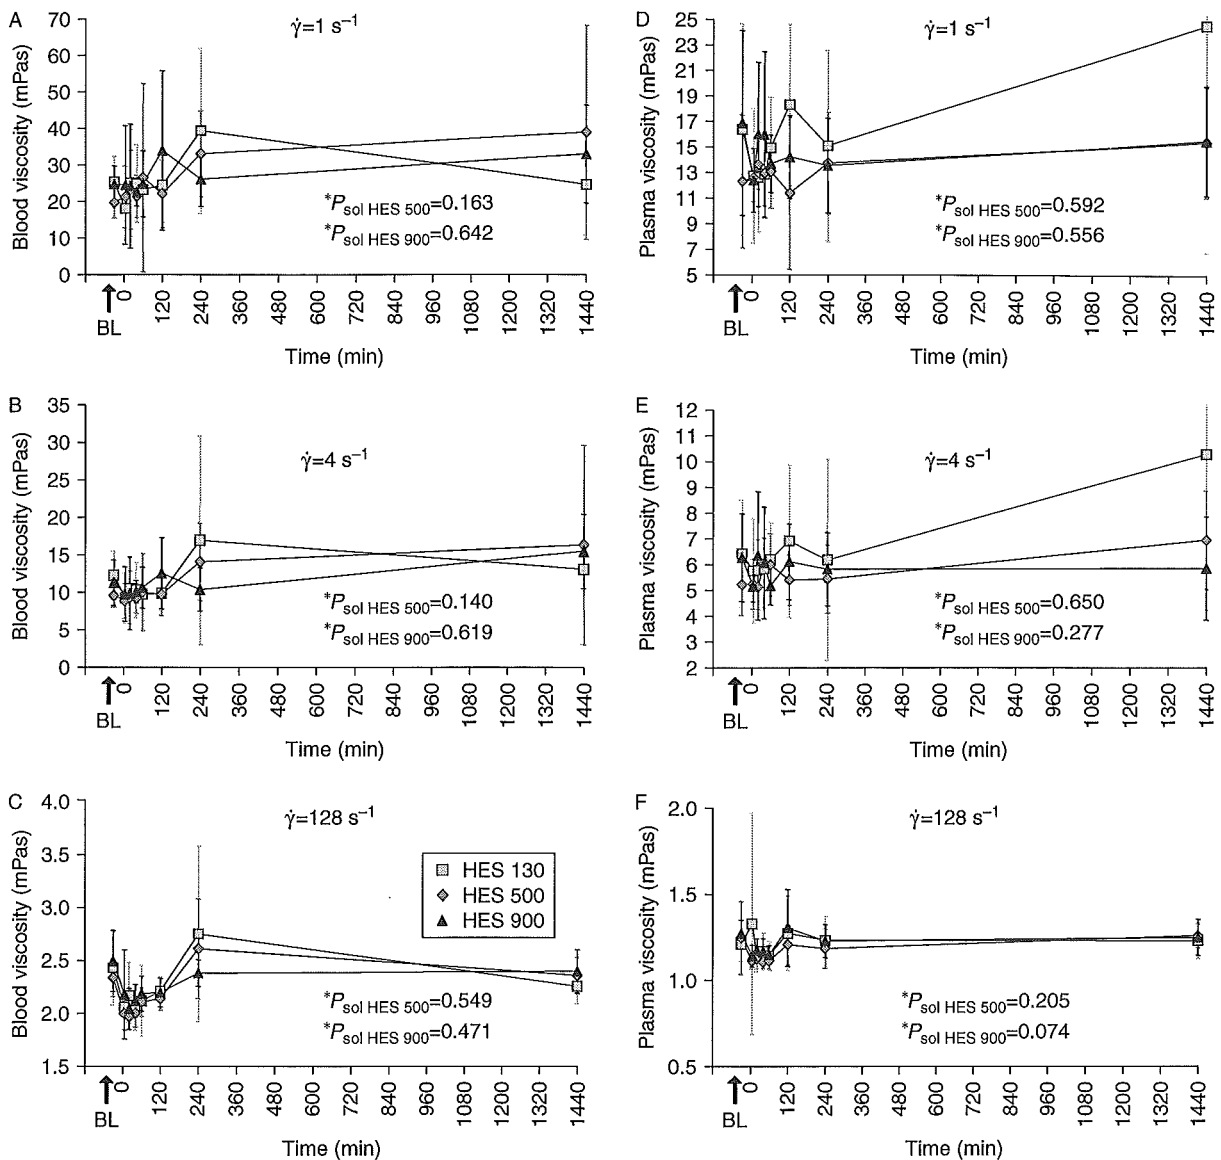 A
γ̇=1 s⁻¹
Blood viscosity (mPas)
70
60
50
40
30
20
10
0
*P sol HES 500=0.163
*P sol HES 900=0.642
BL
0 120 240 360 480 600 720 840 960 1080 1200 1320 1440
Time (min)
D
γ̇=1 s⁻¹
Plasma viscosity (mPas)
25
23
21
19
17
15
13
11
9
7
5
*P sol HES 500=0.592
*P sol HES 900=0.556
BL
0 120 240 360 480 600 720 840 960 1080 1200 1320 1440
Time (min)
B
γ̇=4 s⁻¹
Blood viscosity (mPas)
35
30
25
20
15
10
5
0
*P sol HES 500=0.140
*P sol HES 900=0.619
BL
0 120 240 360 480 600 720 840 960 1080 1200 1320 1440
Time (min)
E
γ̇=4 s⁻¹
Plasma viscosity (mPas)
12
11
10
9
8
7
6
5
4
3
2
*P sol HES 500=0.650
*P sol HES 900=0.277
BL
0 120 240 360 480 600 720 840 960 1080 1200 1320 1440
Time (min)
C
γ̇=128 s⁻¹
Blood viscosity (mPas)
4.0
3.5
3.0
2.5
2.0
1.5
HES 130
HES 500
HES 900
*P sol HES 500=0.549
*P sol HES 900=0.471
BL
0 120 240 360 480 600 720 840 960 1080 1200 1320 1440
Time (min)
F
γ̇=128 s⁻¹
Plasma viscosity (mPas)
2.0
1.5
1.0
0.5
*P sol HES 500=0.205
*P sol HES 900=0.074
BL
0 120 240 360 480 600 720 840 960 1080 1200 1320 1440
Time (min)